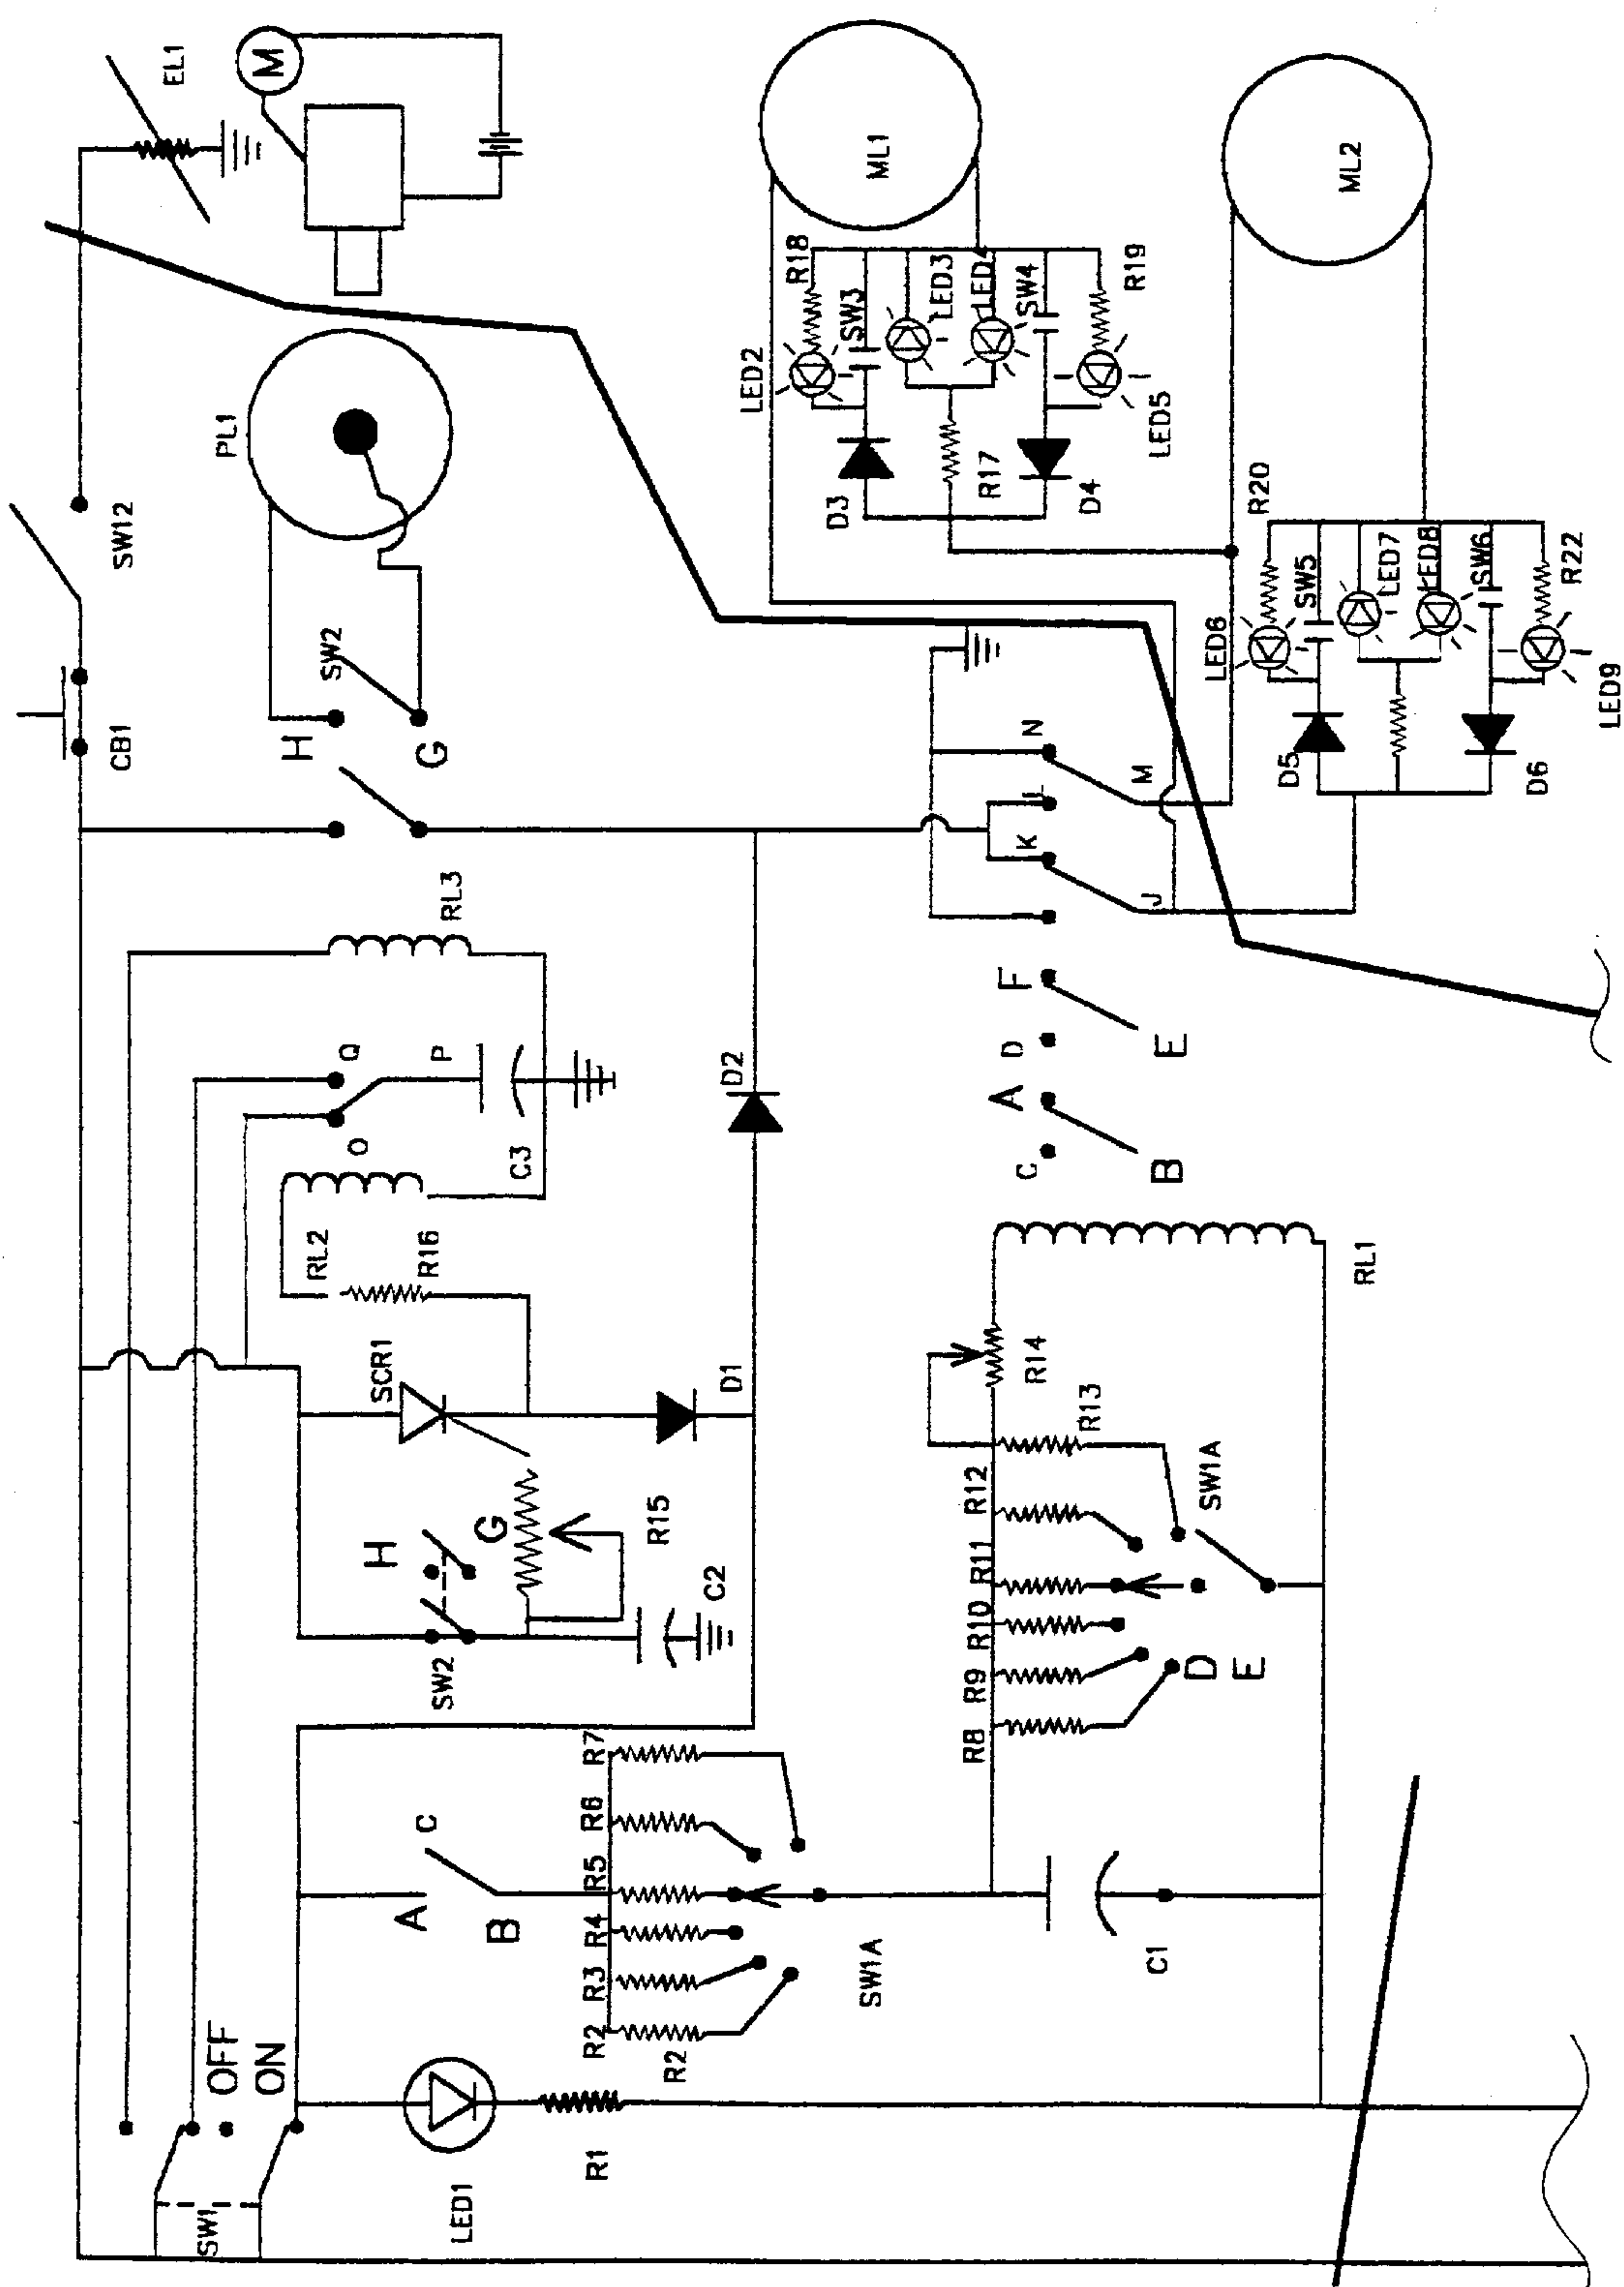 EL1
M
SW12
PL1
CB1
SW2
H
G
ML1
R18
LED2
SW3
LED3
LED4
SW4
R19
LED5
D3
R17
D4
ML2
R20
LED6
SW5
LED7
LED8
SW6
R22
LED9
D5
D6
N
M
L
K
J
F
E
D
A
B
C
RL3
Q
P
O
C3
D2
RL2
R16
SCR1
D1
H
G
R15
SW2
C2
RL1
R14
R13
R12
R11
R10
R9
R8
SW1A
D
E
C
A
B
R7
R6
R5
R4
R3
R2
R2
SW1A
C1
OFF
ON
SW1
LED1
R1